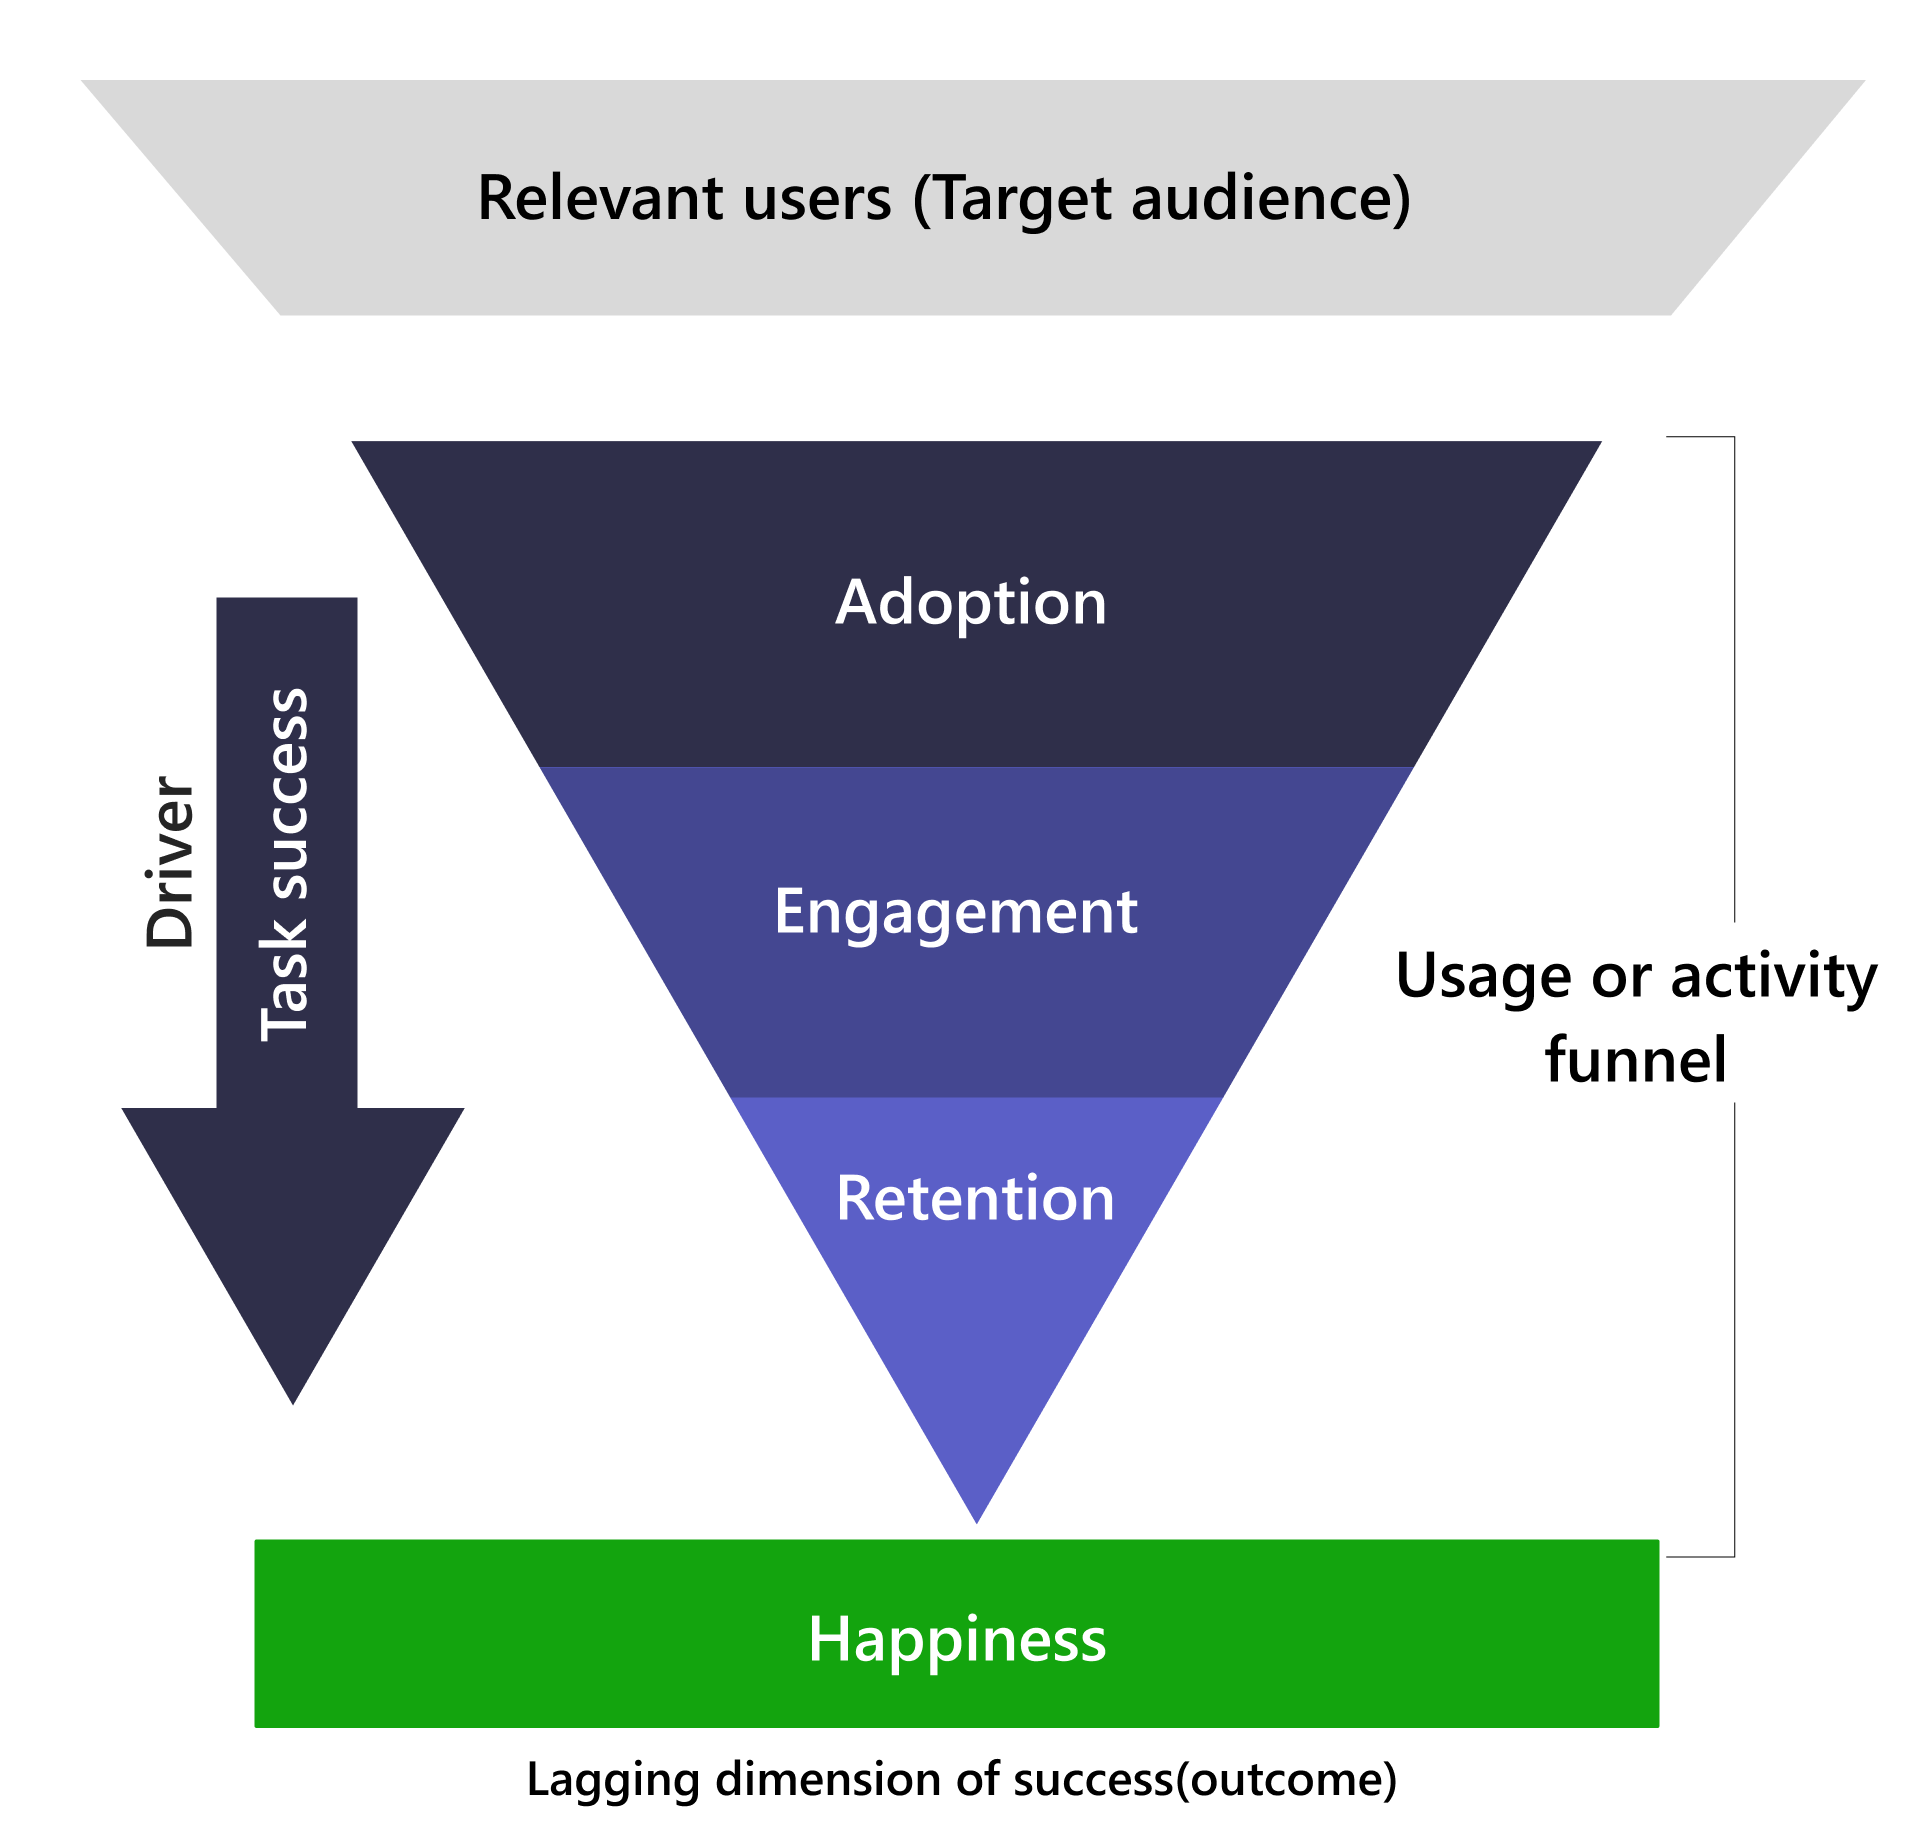 Relevant users (Target audience)
Adoption
Driver
Task success
Engagement
Usage or activity
funnel
Retention
Happiness
Lagging dimension of success(outcome)